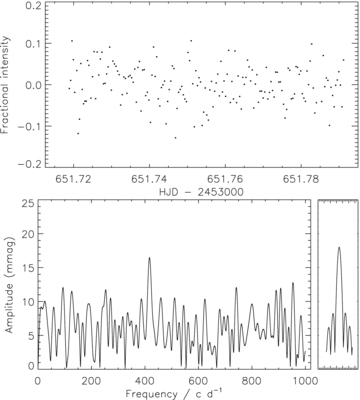 0.2
0.1
0.0
-0.1
-0.2
Fractional intensity
651.72 651.74 651.76 651.78
HJD - 2453000
25
20
15
10
5
0
Amplitude (mmag)
0 200 400 600 800 1000
Frequency / c d⁻¹